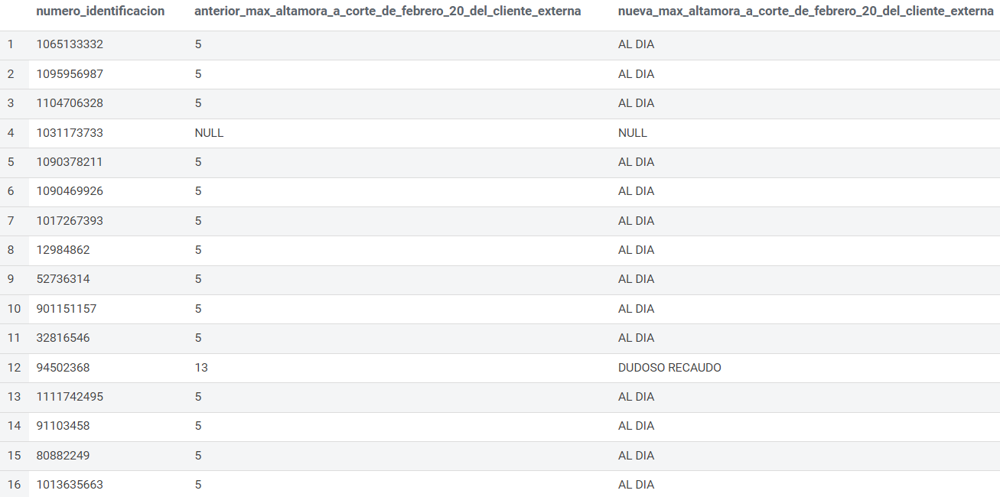 numero_identificacion anterior_max_altamora_a_corte_de_febrero_20_del_cliente_externa nueva_max_altamora_a_corte_de_febrero_20_del_cliente_externa
1 1065133332 5 AL DIA
2 1095956987 5 AL DIA
3 1104706328 5 AL DIA
4 1031173733 NULL NULL
5 1090378211 5 AL DIA
6 1090469926 5 AL DIA
7 1017267393 5 AL DIA
8 12984862 5 AL DIA
9 52736314 5 AL DIA
10 901151157 5 AL DIA
11 32816546 5 AL DIA
12 94502368 13 DUDOSO RECAUDO
13 1111742495 5 AL DIA
14 91103458 5 AL DIA
15 80882249 5 AL DIA
16 1013635663 5 AL DIA